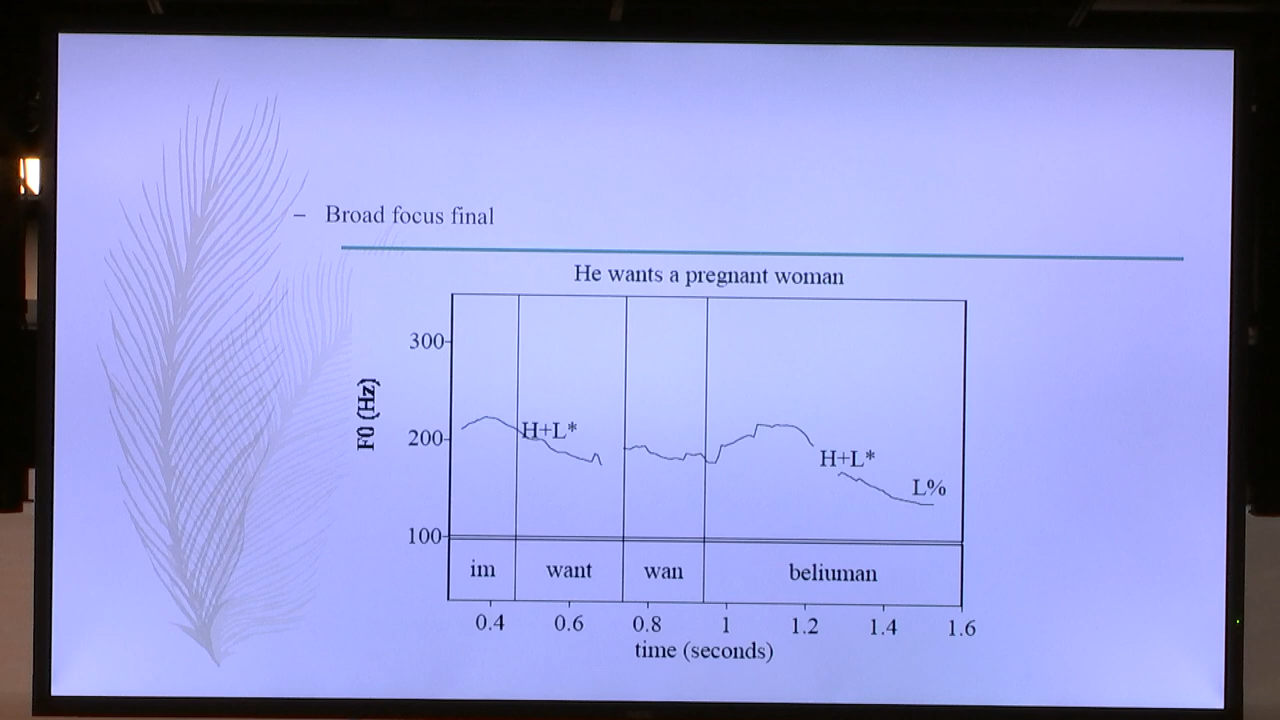 – Broad focus final
He wants a pregnant woman
300
200
100
F0 (Hz)
H+L*
H+L*
L%
im want wan beliuman
0.4 0.6 0.8 1 1.2 1.4 1.6
time (seconds)